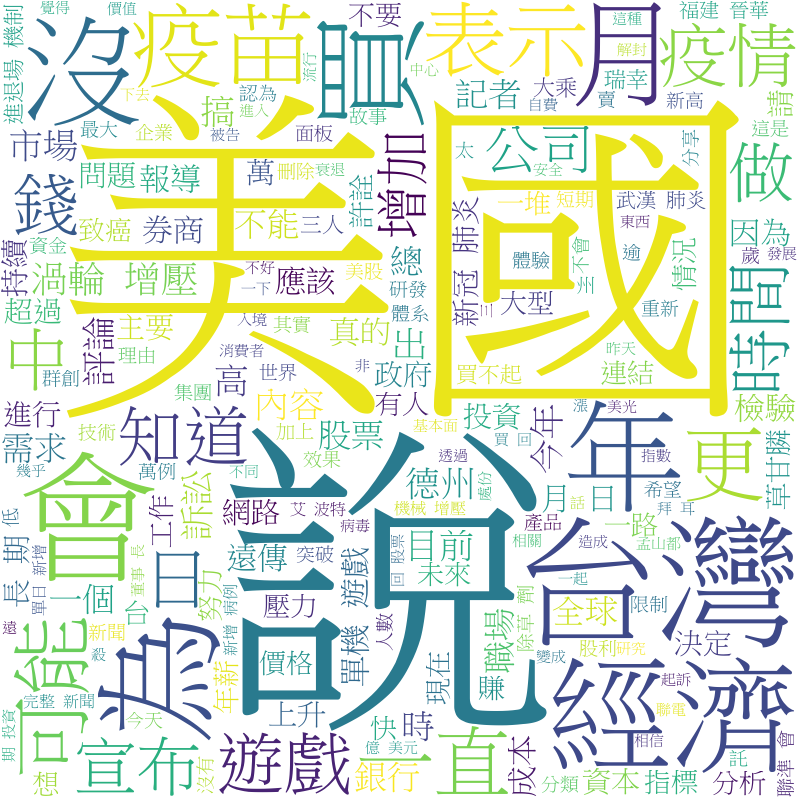 覺得
價值
沒
疫苗
買
月
表示
疫情
不要
福建 晉華
這種
解封
流行
中心
瑞幸
請
進退場 機制
下去
進入
認為
搞
故事
記者
大乘
自費
賣
新高
這是
市場
最大
企業
被告
面板
公司
太
安全
分享
美國
增加
做
錢
問題
報導
萬
刪除
衰退
許詮
一堆
短期
武漢 肺炎
東西
因為
持續
致癌
券商
不能
三人
新冠 肺炎
體驗
逾
情況
歲
發展
資金
渦輪 增壓
不好
一下
應該
美股
研發
總
大型
不會
三
重新
時間
超過
中
評論
主要
理由
入境
其實
真的
體系
出
昨天
群創
集團
消費者
世界
非
政府
買不起
連結
進行
知道
技術
高
加上
內容
有人
基本面
漲
美光
年
更
檢驗
需求
幾乎
萬例
股票
效果
投資
買 回
今年
指數
草甘膦
會
訴訟
不同
德州
透過
月 日
希望
話
拜 耳
工作
網路
艾 波特
病毒
機械 增壓
處份
產品
一路
說
台灣
長 期
低
單日 新增
一個
董事 長
台
努力
遠傳
突破
遊戲
目前
未來
回 股票
相關
造成
孟山都
為
日
新增 病例
壓力
單機
人數
職場
除草 劑
一起
全球
限制
可能
遠
新聞
殺
年薪
價格
現在
賺
變成
股利
研究
決定
經濟
完整 新聞
今天
上升
快
時
起訴
聯電
期 投資
想
宣布
沒有
遊戲
一直
銀行
億 美元
成本
分類
資本
相信
指標
託
分析
聯準 會